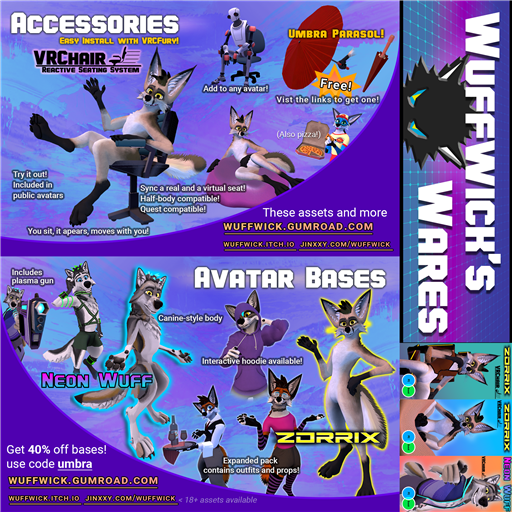 ACCESSORIES
EASY INSTALL WITH VRCFURY!
VRCHAIR
REACTIVE SEATING SYSTEM
Add to any avatar!
UMBRA PARASOL!
Free!
Vist the links to get one!
(Also pizza!)
Try it out!
Included in
public avatars
Sync a real and a virtual seat!
Half-body compatible!
Quest compatible!
You sit, it apears, moves with you!
These assets and more
WUFFWICK.GUMROAD.COM
WUFFWICK.ITCH.IO JINXXY.COM/WUFFWICK
WUFFWICK'S
WARES
AVATAR BASES
Includes
plasma gun
Canine-style body
NEON WUFF
Interactive hoodie available!
ZORRIX
Expanded pack
contains outfits and props!
Get 40% off bases!
use code umbra
WUFFWICK.GUMROAD.COM
WUFFWICK.ITCH.IO JINXXY.COM/WUFFWICK
< 18+ assets available
ZORRIX
VRCHAIR
ZORRIX
VRCHAIR
NEON WUFF